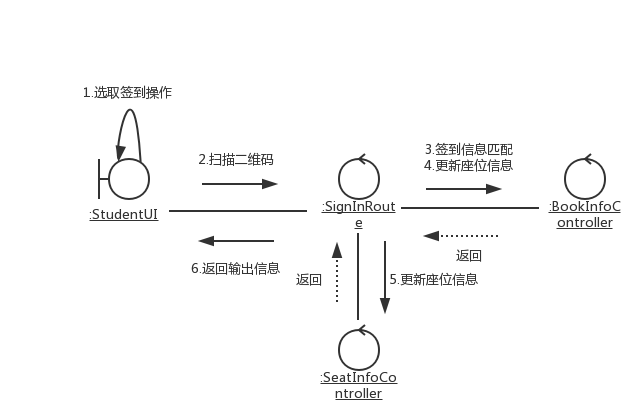 1.选取签到操作
2.扫描二维码
3.签到信息匹配
4.更新座位信息
:StudentUI
:SignInRout
e
:BookInfoC
ontroller
返回
6.返回输出信息
返回
5.更新座位信息
:SeatInfoCo
ntroller